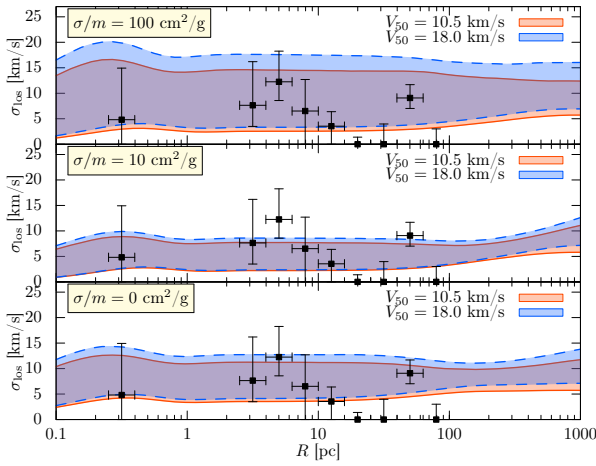 σ/m = 100 cm²/g
V₅₀ = 10.5 km/s
V₅₀ = 18.0 km/s
σlos [km/s]
25
20
15
10
5
0
σ/m = 10 cm²/g
V₅₀ = 10.5 km/s
V₅₀ = 18.0 km/s
σlos [km/s]
25
20
15
10
5
0
σ/m = 0 cm²/g
V₅₀ = 10.5 km/s
V₅₀ = 18.0 km/s
σlos [km/s]
25
20
15
10
5
0
0.1 1 10 100 1000
R [pc]